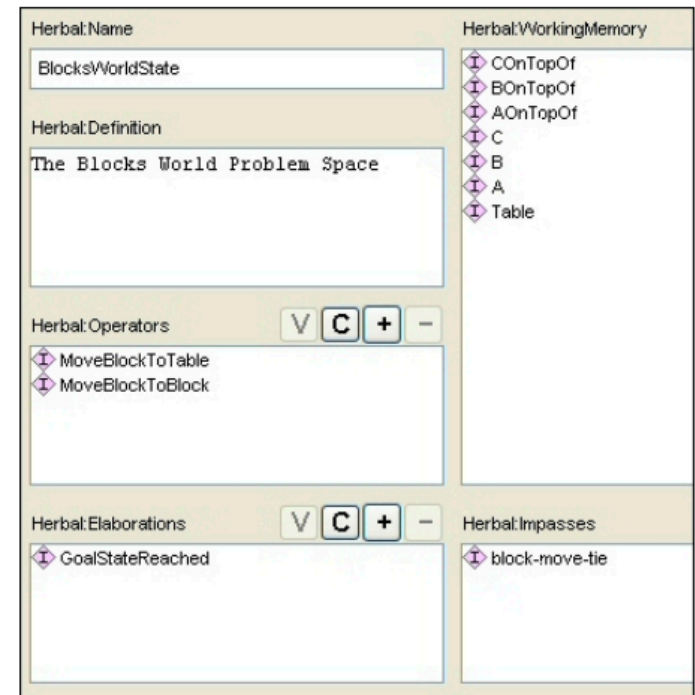 Herbal:Name
BlocksWorldState
Herbal:Definition
The Blocks World Problem Space
Herbal:Operators
V C + −
MoveBlockToTable
MoveBlockToBlock
Herbal:Elaborations
V C + −
GoalStateReached
Herbal:WorkingMemory
COnTopOf
BOnTopOf
AOnTopOf
C
B
A
Table
Herbal:Impasses
block-move-tie